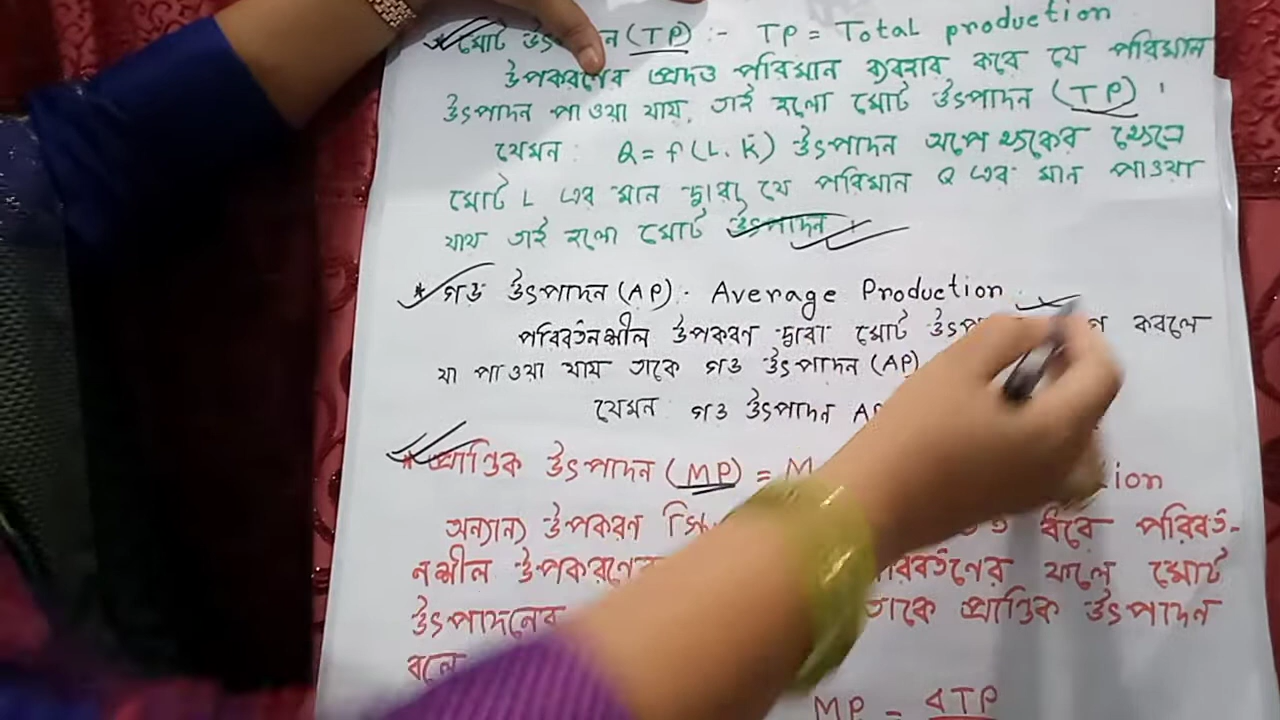 * মোট উৎপাদন (TP) :- TP = Total production
উপকরণের প্রদত্ত পরিমান ব্যবহার করে যে পরিমান
উৎপাদন পাওয়া যায়, তাই হলো মোট উৎপাদন (TP) ।
যেমন : Q = f (L, K̄) উৎপাদন অপেক্ষকের ক্ষেত্রে
মোট L এর মান দ্বারা যে পরিমান Q এর মান পাওয়া
যায় তাই হলো মোট উৎপাদন ।
* গড় উৎপাদন (AP) : Average Production :
পরিবর্তনশীল উপকরণ দ্বারা মোট করলে
যা পাওয়া যায় তাকে গড় উৎপাদন (AP)
যেমন : গড় উৎপাদন
* প্রান্তিক উৎপাদন (MP) =
অন্যান্য উপকরণ ধরে পরিবর্ত-
নশীল উপকরণের ফলে মোট
উৎপাদনের তাকে প্রান্তিক উৎপাদন
বলে
MP = ΔTP